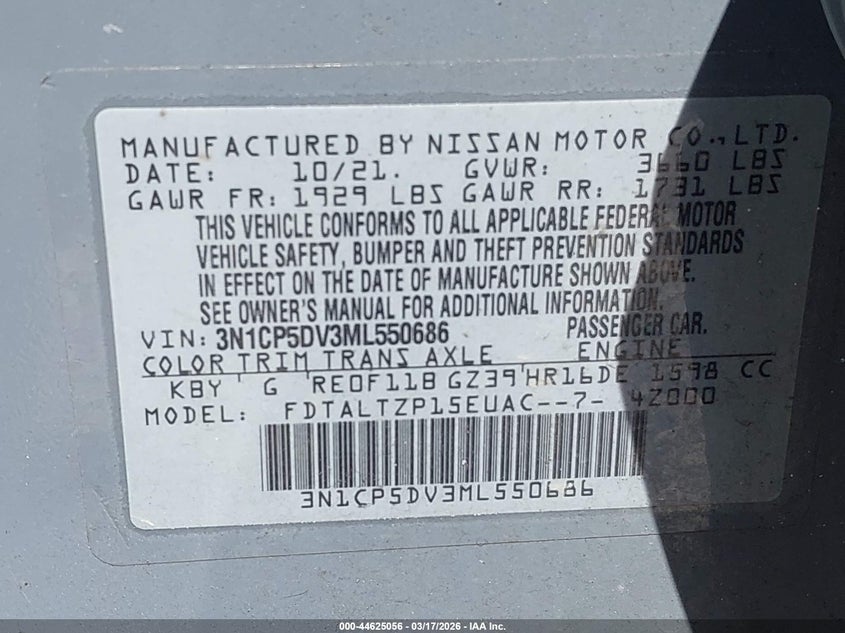 MANUFACTURED BY NISSAN MOTOR CO., LTD.
DATE: 10/21. GVWR: 3660 LBS
GAWR FR: 1929 LBS GAWR RR: 1731 LBS
THIS VEHICLE CONFORMS TO ALL APPLICABLE FEDERAL MOTOR
VEHICLE SAFETY, BUMPER AND THEFT PREVENTION STANDARDS
IN EFFECT ON THE DATE OF MANUFACTURE SHOWN ABOVE.
SEE OWNER'S MANUAL FOR ADDITIONAL INFORMATION.
VIN: 3N1CP5DV3ML550686 PASSENGER CAR.
COLOR TRIM TRANS AXLE ENGINE
KBY G RE0F11B GZ39 HR16DE 1598 CC
MODEL: FDTALTZP15EUAC--7- 4Z000
3N1CP5DV3ML550686
000-44625056 — 03/17/2026 — IAA Inc.